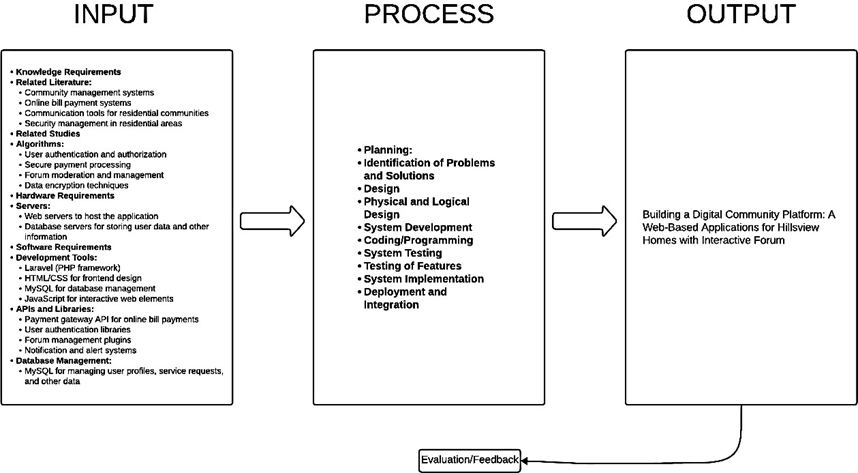 INPUT
PROCESS
OUTPUT
• Knowledge Requirements
• Related Literature:
• Community management systems
• Online bill payment systems
• Communication tools for residential communities
• Security management in residential areas
• Related Studies
• Algorithms:
• User authentication and authorization
• Secure payment processing
• Forum moderation and management
• Data encryption techniques
• Hardware Requirements
• Servers:
• Web servers to host the application
• Database servers for storing user data and other
information
• Software Requirements
• Development Tools:
• Laravel (PHP framework)
• HTML/CSS for frontend design
• MySQL for database management
• JavaScript for interactive web elements
• APIs and Libraries:
• Payment gateway API for online bill payments
• User authentication libraries
• Forum management plugins
• Notification and alert systems
• Database Management:
• MySQL for managing user profiles, service requests,
and other data
• Planning:
• Identification of Problems
and Solutions
• Design
• Physical and Logical
Design
• System Development
• Coding/Programming
• System Testing
• Testing of Features
• System Implementation
• Deployment and
Integration
Building a Digital Community Platform: A
Web-Based Applications for Hillsview
Homes with Interactive Forum
Evaluation/Feedback